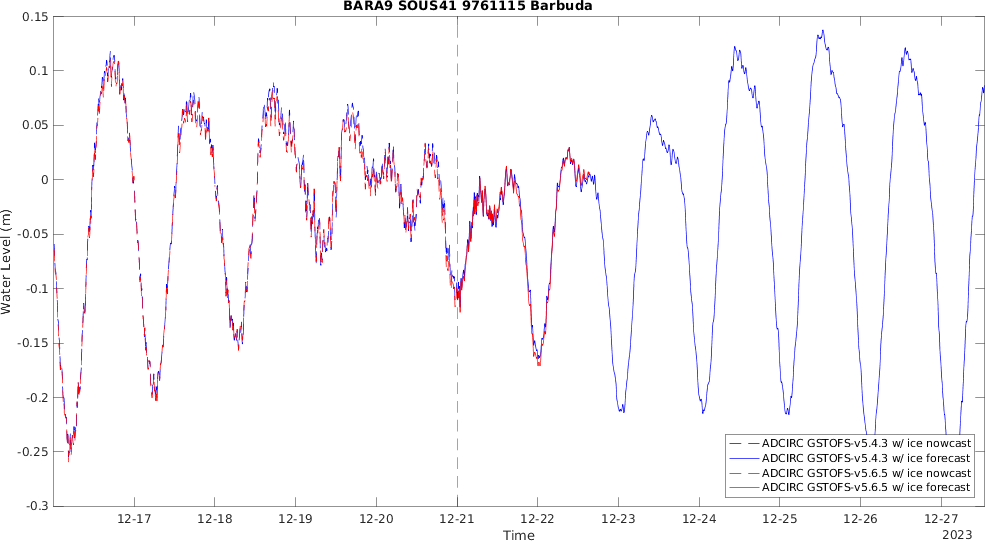 BARA9 SOUS41 9761115 Barbuda
0.15
0.1
0.05
0
-0.05
-0.1
-0.15
-0.2
-0.25
-0.3
Water Level (m)
12-17 12-18 12-19 12-20 12-21 12-22 12-23 12-24 12-25 12-26 12-27
Time
2023
ADCIRC GSTOFS-v5.4.3 w/ ice nowcast
ADCIRC GSTOFS-v5.4.3 w/ ice forecast
ADCIRC GSTOFS-v5.6.5 w/ ice nowcast
ADCIRC GSTOFS-v5.6.5 w/ ice forecast